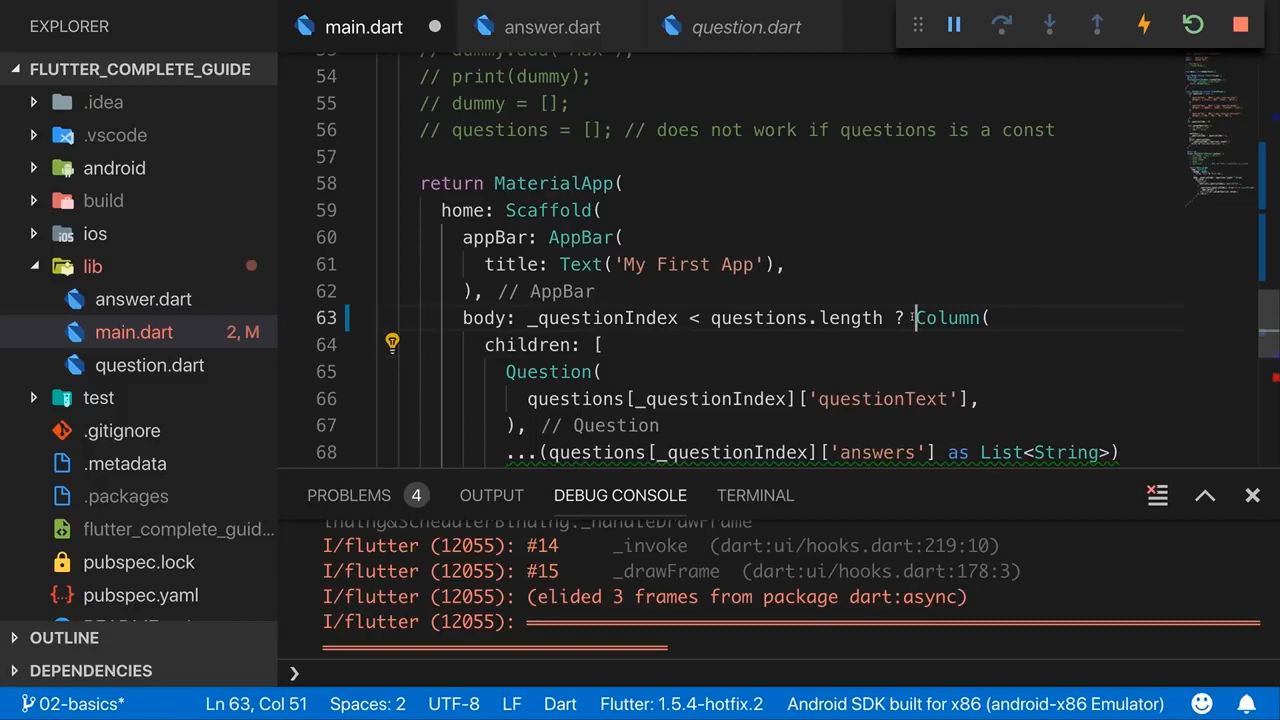 EXPLORER
main.dart
answer.dart
question.dart
FLUTTER_COMPLETE_GUIDE
.idea
.vscode
android
build
ios
lib
answer.dart
main.dart 2, M
question.dart
test
.gitignore
.metadata
.packages
flutter_complete_guid...
pubspec.lock
pubspec.yaml
OUTLINE
DEPENDENCIES
53 // dummy.add('Max');
54 // print(dummy);
55 // dummy = [];
56 // questions = []; // does not work if questions is a const
57
58 return MaterialApp(
59 home: Scaffold(
60 appBar: AppBar(
61 title: Text('My First App'),
62 ), // AppBar
63 body: _questionIndex < questions.length ? Column(
64 children: [
65 Question(
66 questions[_questionIndex]['questionText'],
67 ), // Question
68 ...(questions[_questionIndex]['answers'] as List<String>)
PROBLEMS 4 OUTPUT DEBUG CONSOLE TERMINAL
inding&SchedulerBinding._handleDrawFrame
I/flutter (12055): #14 _invoke (dart:ui/hooks.dart:219:10)
I/flutter (12055): #15 _drawFrame (dart:ui/hooks.dart:178:3)
I/flutter (12055): (elided 3 frames from package dart:async)
I/flutter (12055): ════════════════════════════════════════
❯
02-basics* Ln 63, Col 51 Spaces: 2 UTF-8 LF Dart Flutter: 1.5.4-hotfix.2 Android SDK built for x86 (android-x86 Emulator)